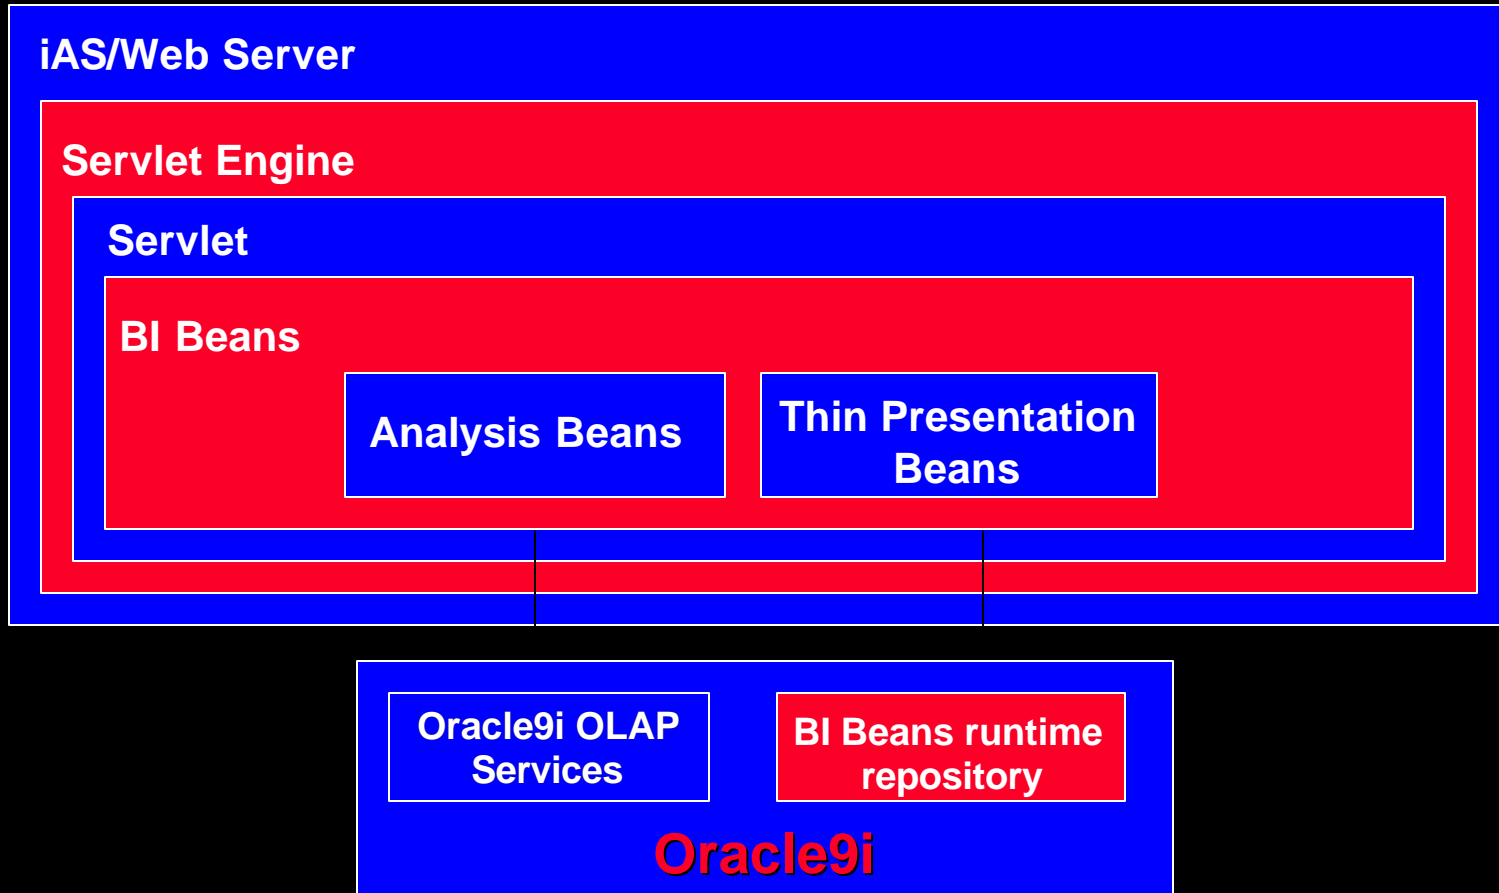 iAS/Web Server
Servlet Engine
Servlet
BI Beans
Analysis Beans
Thin Presentation
Beans
Oracle9i OLAP
Services
BI Beans runtime
repository
Oracle9i